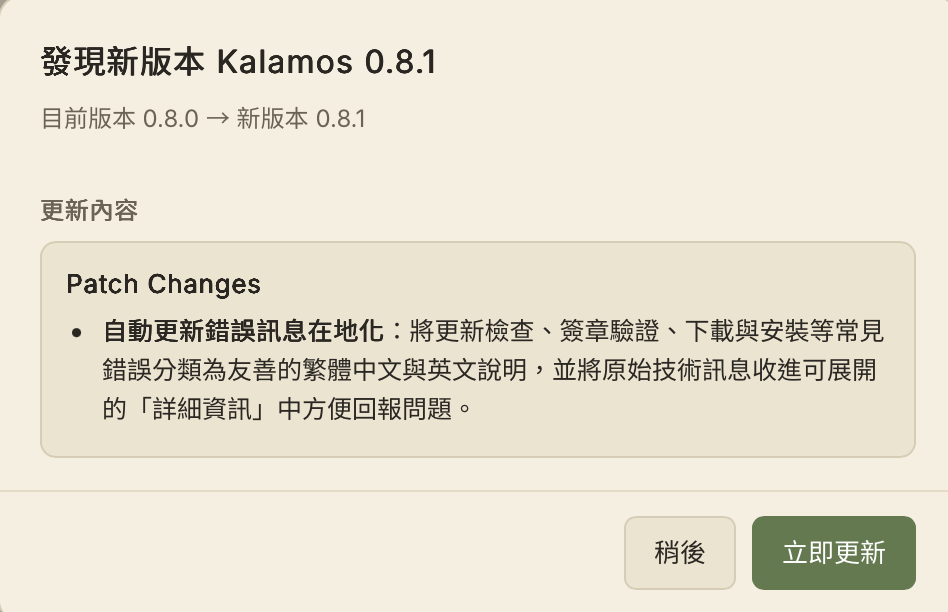 發現新版本 Kalamos 0.8.1
目前版本 0.8.0 → 新版本 0.8.1
更新內容
Patch Changes
• 自動更新錯誤訊息在地化：將更新檢查、簽章驗證、下載與安裝等常見
錯誤分類為友善的繁體中文與英文說明，並將原始技術訊息收進可展開
的「詳細資訊」中方便回報問題。
稍後
立即更新